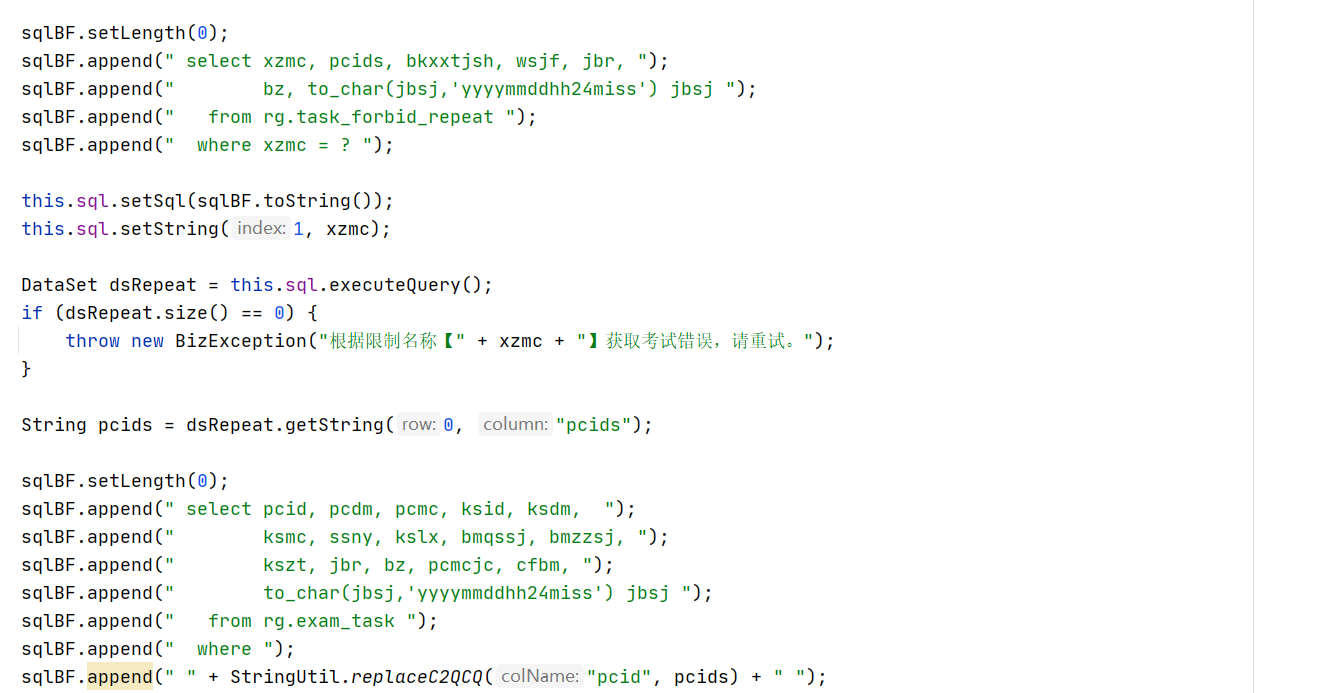 sqlBF.setLength(0);
sqlBF.append(" select xzmc, pcids, bkxxtjsh, wsjf, jbr, ");
sqlBF.append("        bz, to_char(jbsj,'yyyymmddhh24miss') jbsj ");
sqlBF.append("   from rg.task_forbid_repeat ");
sqlBF.append("  where xzmc = ? ");
this.sql.setSql(sqlBF.toString());
this.sql.setString( index: 1, xzmc);
DataSet dsRepeat = this.sql.executeQuery();
if (dsRepeat.size() == 0) {
    throw new BizException("根据限制名称【" + xzmc + "】获取考试错误，请重试。");
}
String pcids = dsRepeat.getString( row: 0,  column: "pcids");
sqlBF.setLength(0);
sqlBF.append(" select pcid, pcdm, pcmc, ksid, ksdm,  ");
sqlBF.append("        ksmc, ssny, kslx, bmqssj, bmzzsj, ");
sqlBF.append("        kszt, jbr, bz, pcmcjc, cfbm, ");
sqlBF.append("        to_char(jbsj,'yyyymmddhh24miss') jbsj ");
sqlBF.append("   from rg.exam_task ");
sqlBF.append("  where ");
sqlBF.append(" " + StringUtil.replaceC2QCQ( colName: "pcid", pcids) + " ");